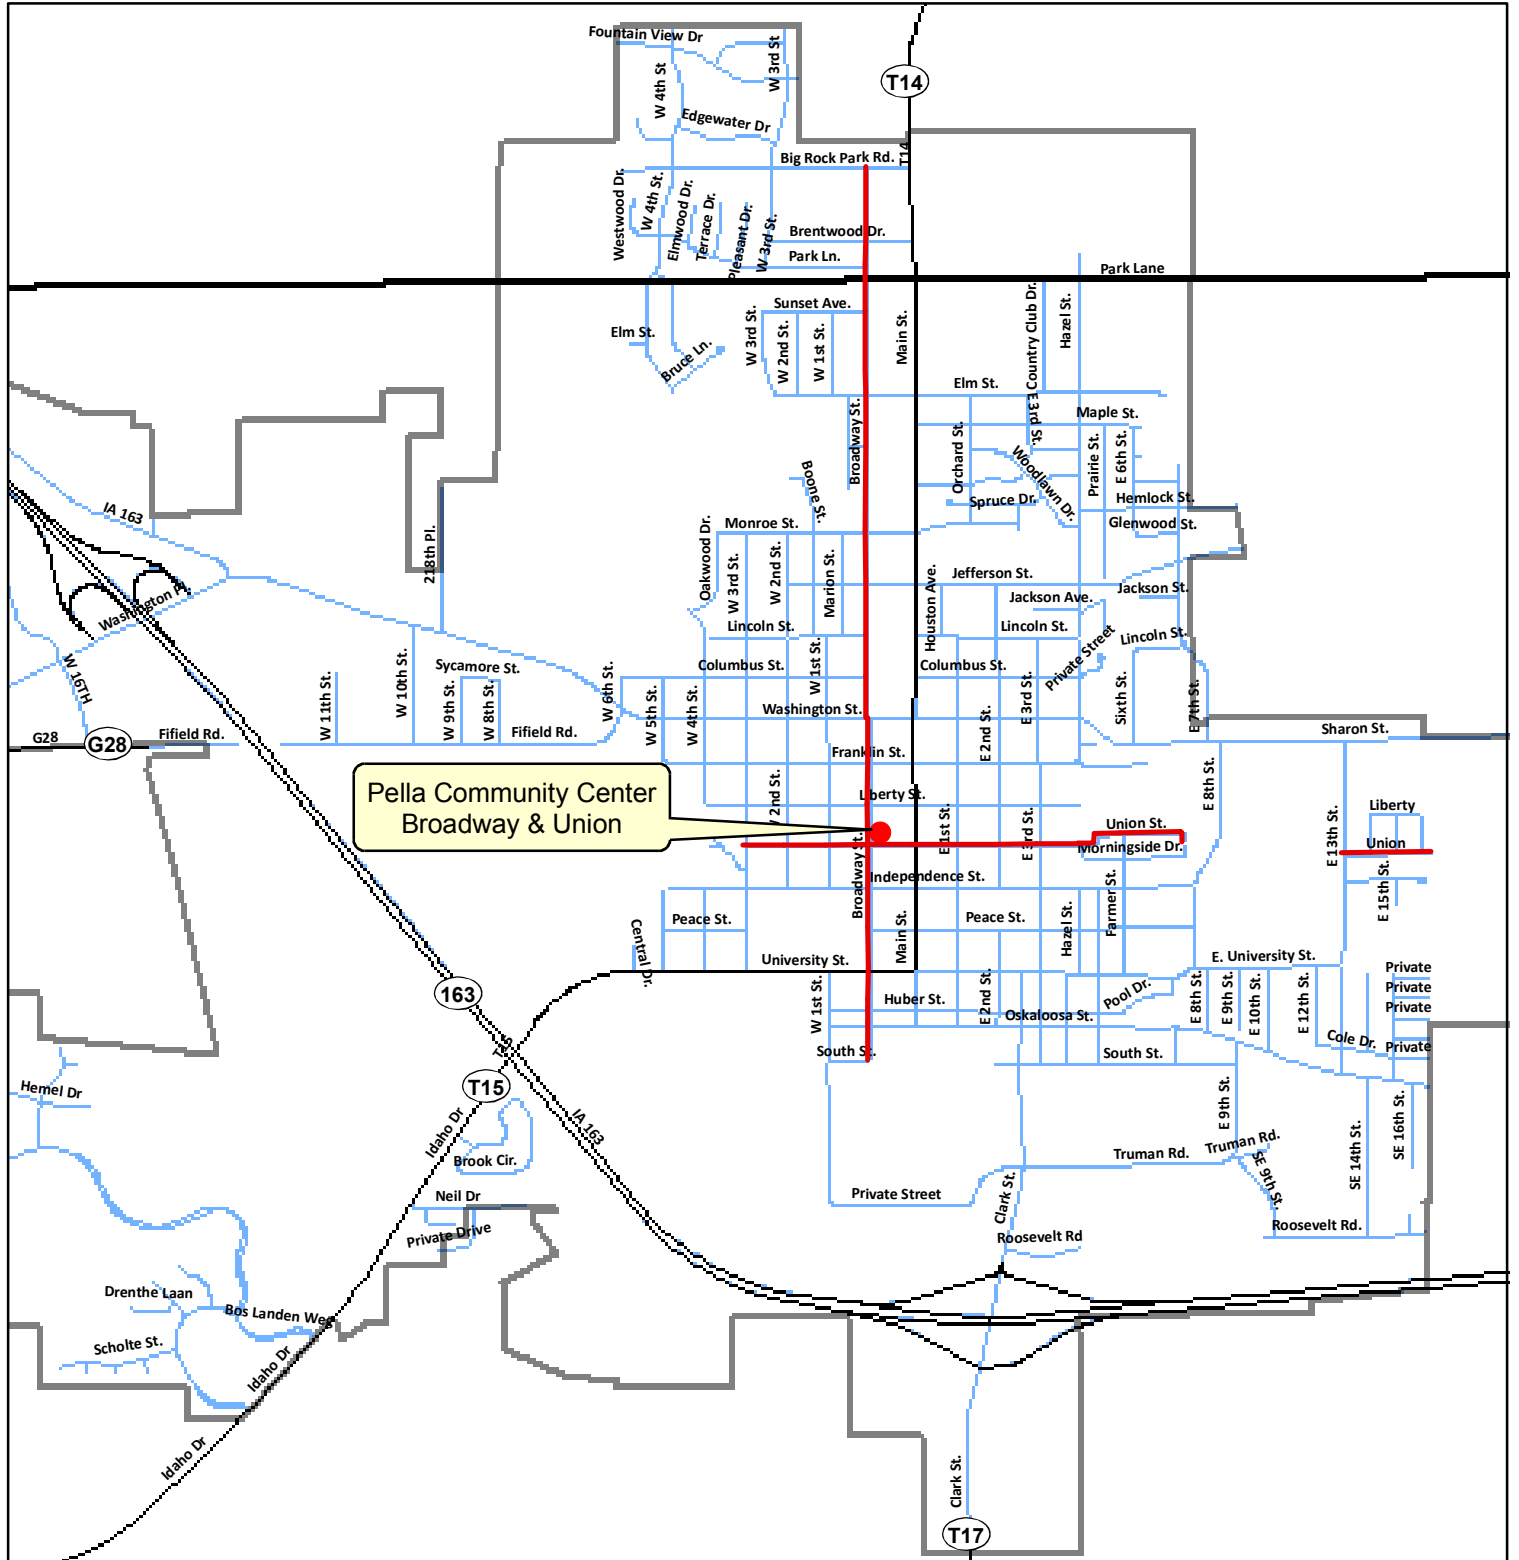 Fountain View Dr
W 3rd St
W 4th St
T14
Edgewater Dr
Big Rock Park Rd.
T14
Westwood Dr.
W 4th St.
Elmwood Dr.
Terrace Dr.
Pleasant Dr.
W 3rd St.
Brentwood Dr.
Park Ln.
Park Lane
Sunset Ave.
Elm St.
Bruce Ln.
W 3rd St.
W 2nd St.
W 1st St.
Main St.
Country Club Dr.
Hazel St.
Elm St.
Broadway St.
E 3rd St.
Maple St.
Orchard St.
Woodlawn Dr.
Prairie St.
E 6th St.
Boone St.
Spruce Dr.
Hemlock St.
Glenwood St.
IA 163
218th Pl.
Oakwood Dr.
Monroe St.
W 3rd St.
W 2nd St.
Marion St.
Houston Ave.
Jefferson St.
Jackson Ave.
Jackson St.
Washington Pl.
Lincoln St.
Lincoln St.
Lincoln St.
Private Street
W 16TH
W 11th St.
W 10th St.
Sycamore St.
W 9th St.
W 8th St.
W 6th St.
W 5th St.
W 4th St.
Columbus St.
W 1st St.
Columbus St.
E 3rd St.
Sixth St.
E 7th St.
Washington St.
E 2nd St.
G28
G28
Fifield Rd.
Fifield Rd.
Franklin St.
Sharon St.
Pella Community Center
Broadway & Union
2nd St.
Liberty St.
E 8th St.
Liberty
E 1st St.
E 3rd St.
Union St.
Morningside Dr.
E 13th St.
Union
Broadway St.
Independence St.
E 15th St.
Farmer St.
Hazel St.
Central Dr.
Peace St.
Main St.
Peace St.
University St.
E. University St.
Private
Private
Private
Private
163
W 1st St.
Huber St.
E 2nd St.
Oskaloosa St.
Pool Dr.
E 8th St.
E 9th St.
E 10th St.
E 12th St.
Cole Dr.
South St.
South St.
T15
T15
Hemel Dr
Idaho Dr
IA 163
Brook Cir.
E 9th St.
Truman Rd.
Truman Rd.
SE 9th St.
SE 14th St.
SE 16th St.
Neil Dr
Private Drive
Private Street
Clark St.
Roosevelt Rd
Roosevelt Rd.
Drenthe Laan
Bos Landen Weg
Scholte St.
Idaho Dr
Idaho Dr
Clark St.
T17